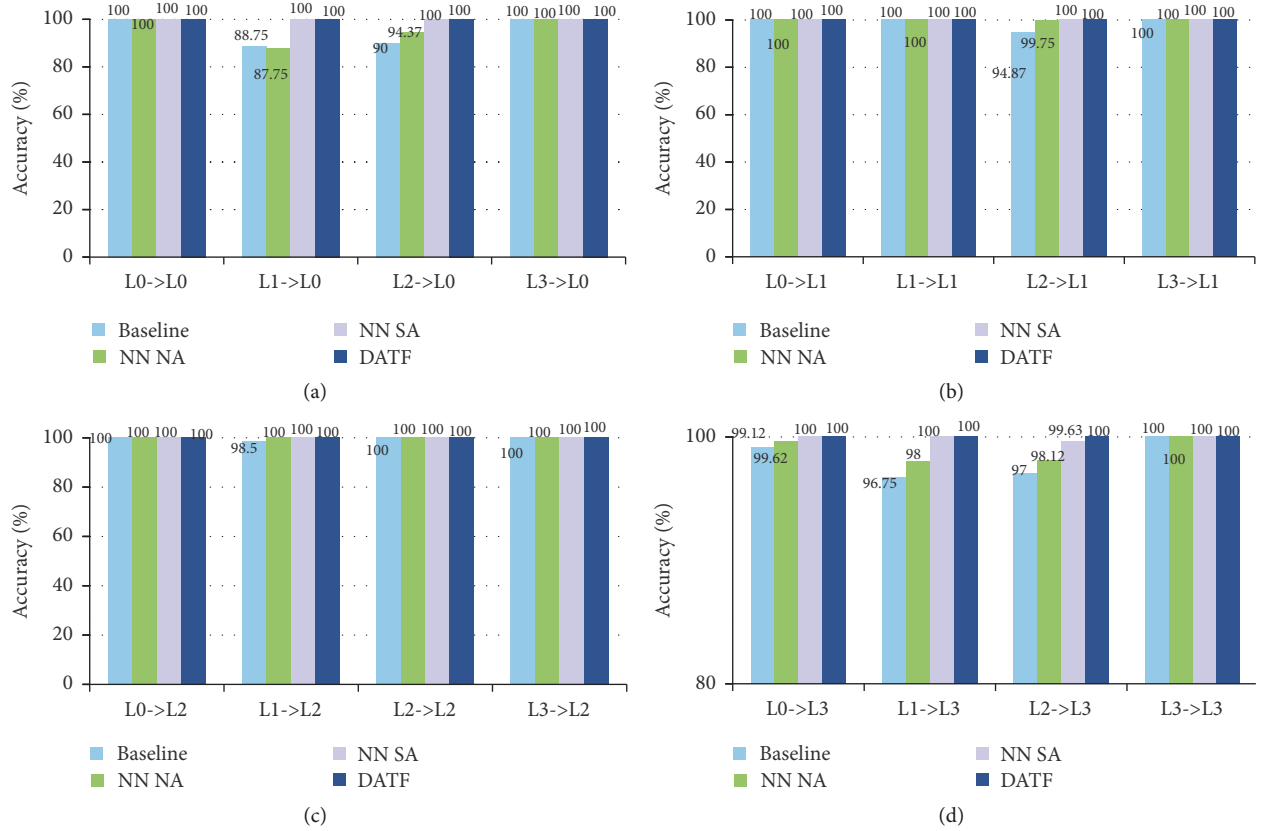 100 100 100 100
100
88.75
87.75
100 100
90
94.37
100 100
100 100 100 100
Accuracy (%)
100
80
60
40
20
0
L0->L0 L1->L0 L2->L0 L3->L0
Baseline NN SA
NN NA DATF
(a)
100 100 100
100
100 100 100
100
94.87
99.75
100 100
100
100 100 100
Accuracy (%)
100
80
60
40
20
0
L0->L1 L1->L1 L2->L1 L3->L1
Baseline NN SA
NN NA DATF
(b)
100 100 100 100
98.5 100 100 100
100 100 100 100
100 100 100 100
Accuracy (%)
100
80
60
40
20
0
L0->L2 L1->L2 L2->L2 L3->L2
Baseline NN SA
NN NA DATF
(c)
99.12 100 100
99.62
96.75 98 100 100
97 98.12 99.63 100
100 100 100
100
Accuracy (%)
100
80
L0->L3 L1->L3 L2->L3 L3->L3
Baseline NN SA
NN NA DATF
(d)